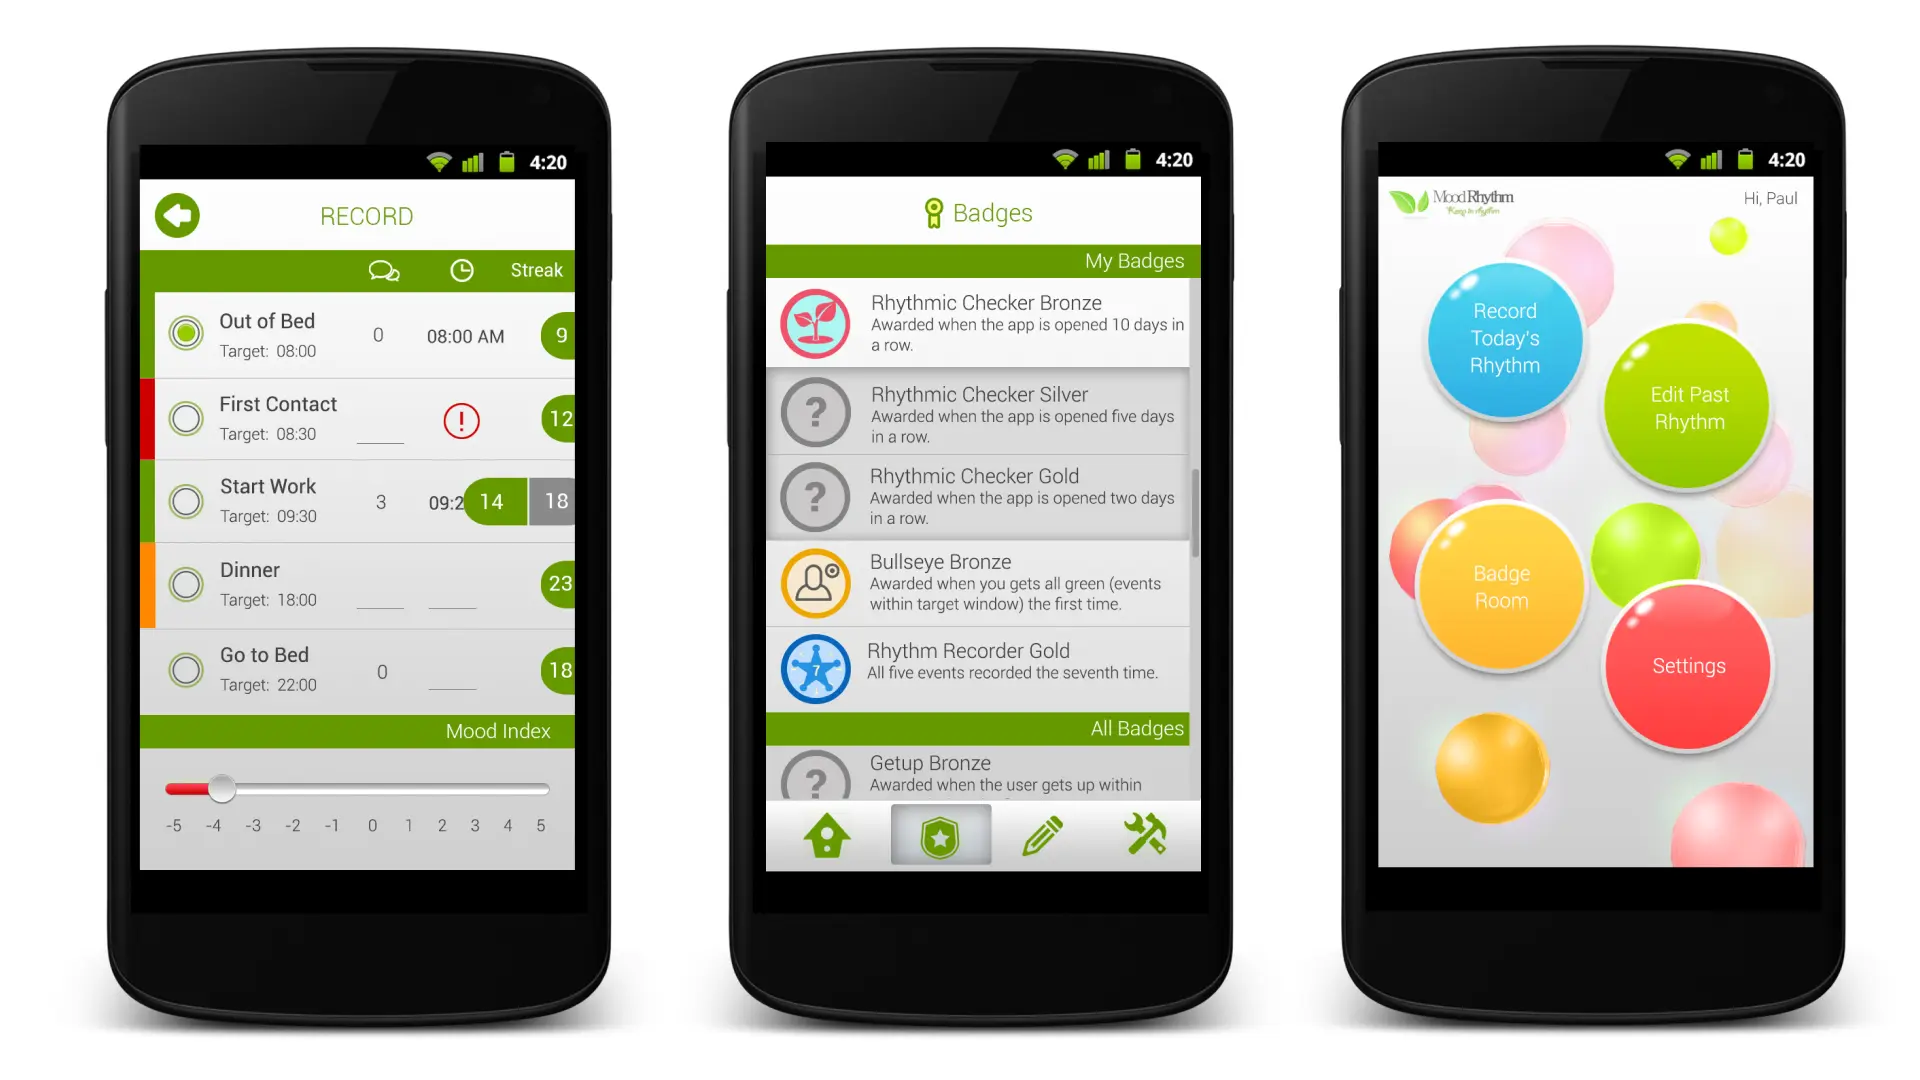 4:20
RECORD
Streak
Out of Bed
Target: 08:00
0
08:00 AM
9
First Contact
Target: 08:30
!
12
Start Work
Target: 09:30
3
09:2
14
18
Dinner
Target: 18:00
23
Go to Bed
Target: 22:00
0
18
Mood Index
-5 -4 -3 -2 -1 0 1 2 3 4 5
4:20
Badges
My Badges
Rhythmic Checker Bronze
Awarded when the app is opened 10 days in
a row.
?
Rhythmic Checker Silver
Awarded when the app is opened five days
in a row.
?
Rhythmic Checker Gold
Awarded when the app is opened two days
in a row.
Bullseye Bronze
Awarded when you gets all green (events
within target window) the first time.
7
Rhythm Recorder Gold
All five events recorded the seventh time.
All Badges
?
Getup Bronze
Awarded when the user gets up within
4:20
MoodRhythm
Keep in rhythm
Hi, Paul
Record
Today's
Rhythm
Edit Past
Rhythm
Badge
Room
Settings